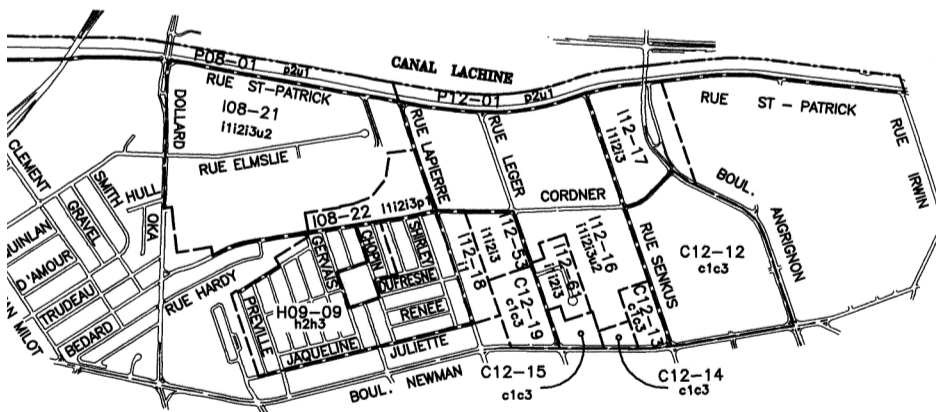 CANAL LACHINE
P08-01
p2u1
P12-01
p2u1
RUE ST-PATRICK
RUE ST-PATRICK
DOLLARD
I08-21
i1i2i3u2
RUE ELMSLIE
RUE LAPIERRE
RUE LEGER
CORDNER
I12-17
i1i2i3
BOUL. ANGRIGNON
RUE IRWIN
CLEMENT
SMITH
HULL
GRAVEL
OKA
D'AMOUR
TRUDEAU
BEDARD
MILOT
RUE HARDY
I08-22
i1i2i3p1
GERVAIS
CHOPIN
SHIRLEY
DUFRESNE
RENEE
PREVILLE
H09-09
h2h3
JAQUELINE
JULIETTE
BOUL. NEWMAN
I12-18
i1i2i3
I12-53
C12-19
c1c3
i1i2i3
I12-16
i1i2i3u2
RUE SENKUS
C12-12
c1c3
C12-13
c1c3
C12-15
c1c3
C12-14
c1c3